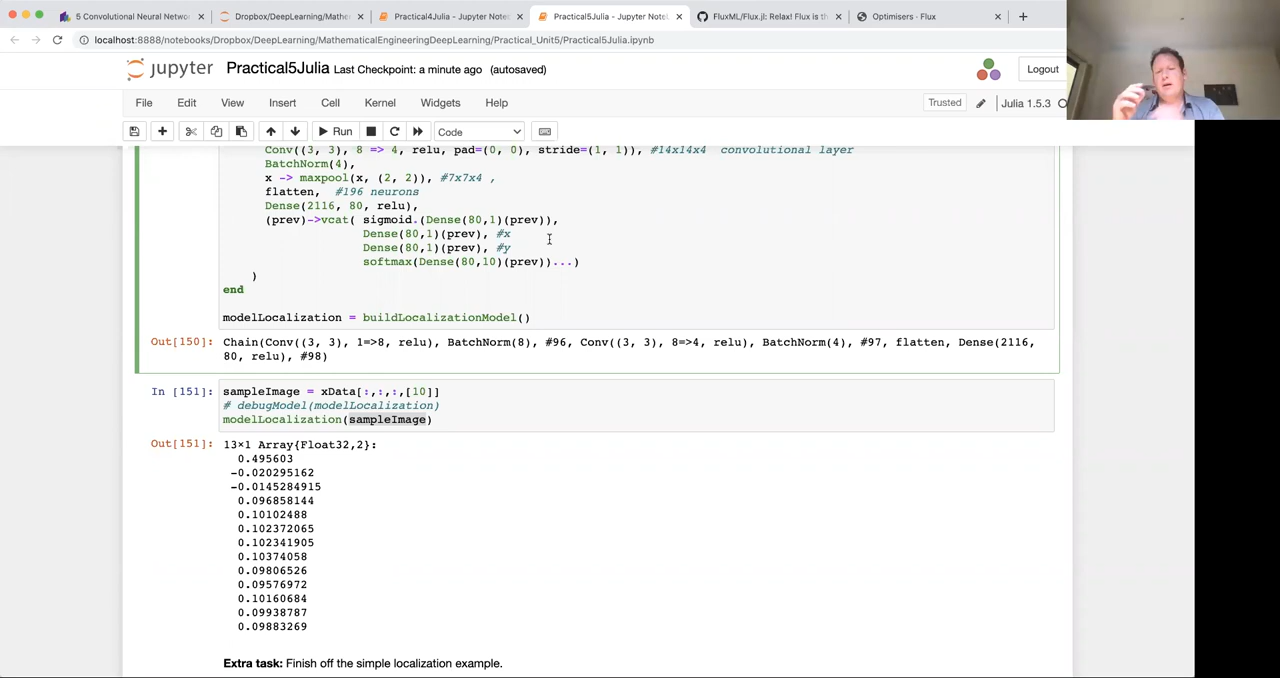 5 Convolutional Neural Netwo
Dropbox/DeepLearning/Mathe
Practical4Julia - Jupyter Note
Practical5Julia - Jupyter Note
FluxML/Flux.jl: Relax! Flux is th
Optimisers · Flux
localhost:8888/notebooks/Dropbox/DeepLearning/MathematicalEngineeringDeepLearning/Practical_Unit5/Practical5Julia.ipynb
jupyter Practical5Julia Last Checkpoint: a minute ago (autosaved)
Logout
File Edit View Insert Cell Kernel Widgets Help
Trusted
Julia 1.5.3
Run
Code
Conv((3, 3), 8 => 4, relu, pad=(0, 0), stride=(1, 1)), #14x14x4 convolutional layer
BatchNorm(4),
x -> maxpool(x, (2, 2)), #7x7x4 ,
flatten, #196 neurons
Dense(2116, 80, relu),
(prev)->vcat( sigmoid.(Dense(80,1)(prev)),
Dense(80,1)(prev), #x
Dense(80,1)(prev), #y
softmax(Dense(80,10)(prev))...)
)
end
modelLocalization = buildLocalizationModel()
Out[150]: Chain(Conv((3, 3), 1=>8, relu), BatchNorm(8), #96, Conv((3, 3), 8=>4, relu), BatchNorm(4), #97, flatten, Dense(2116,
80, relu), #98)
In [151]: sampleImage = xData[:,:,:,[10]]
# debugModel(modelLocalization)
modelLocalization(sampleImage)
Out[151]: 13×1 Array{Float32,2}:
0.495603
-0.020295162
-0.0145284915
0.096858144
0.10102488
0.102372065
0.102341905
0.10374058
0.09806526
0.09576972
0.10160684
0.09938787
0.09883269
Extra task: Finish off the simple localization example.